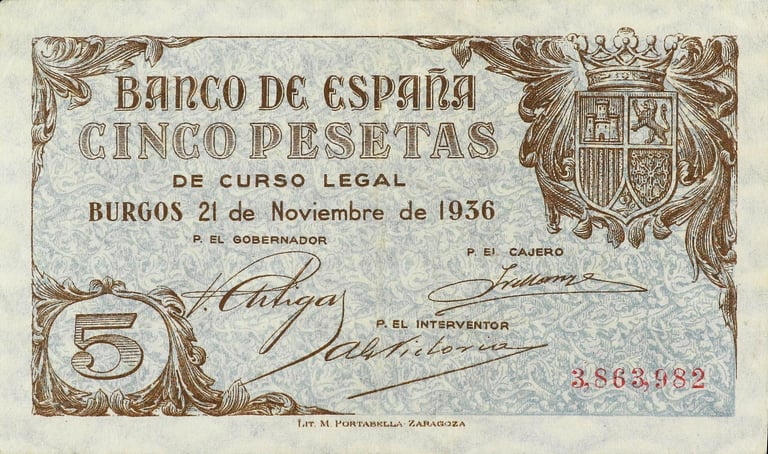 BANCO DE ESPAÑA
CINCO PESETAS
DE CURSO LEGAL
BURGOS 21 de Noviembre de 1936
P. EL GOBERNADOR
P. El CAJERO
P. EL INTERVENTOR
5
3,863,982
LIT. M. PORTABELLA-ZARAGOZA